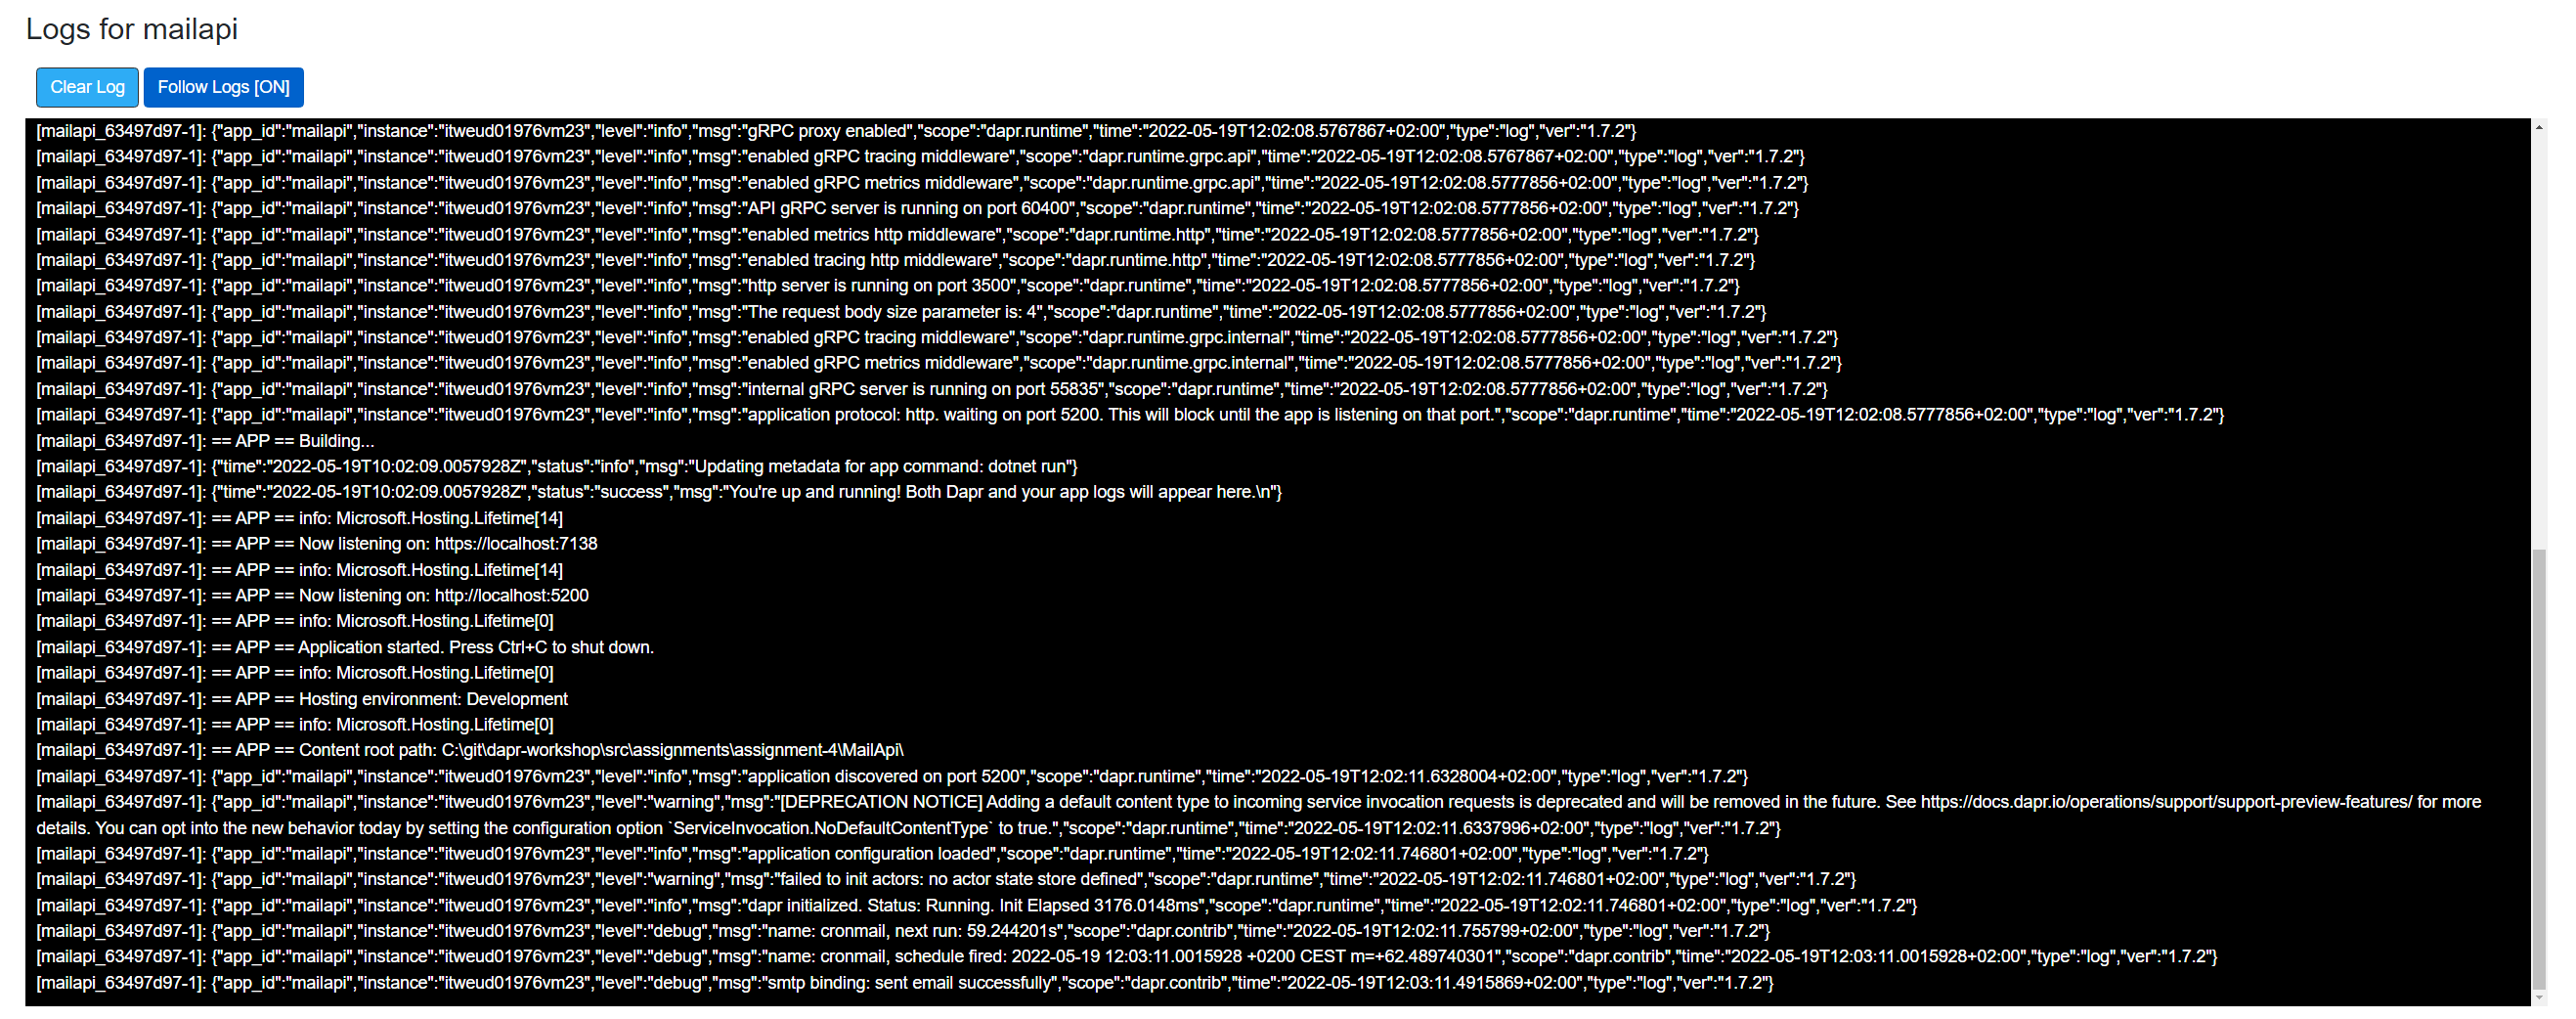 Logs for mailapi
Clear Log Follow Logs [ON]
[mailapi_63497d97-1]: {"app_id":"mailapi","instance":"itweud01976vm23","level":"info","msg":"gRPC proxy enabled","scope":"dapr.runtime","time":"2022-05-19T12:02:08.5767867+02:00","type":"log","ver":"1.7.2"}
[mailapi_63497d97-1]: {"app_id":"mailapi","instance":"itweud01976vm23","level":"info","msg":"enabled gRPC tracing middleware","scope":"dapr.runtime.grpc.api","time":"2022-05-19T12:02:08.5767867+02:00","type":"log","ver":"1.7.2"}
[mailapi_63497d97-1]: {"app_id":"mailapi","instance":"itweud01976vm23","level":"info","msg":"enabled gRPC metrics middleware","scope":"dapr.runtime.grpc.api","time":"2022-05-19T12:02:08.5777856+02:00","type":"log","ver":"1.7.2"}
[mailapi_63497d97-1]: {"app_id":"mailapi","instance":"itweud01976vm23","level":"info","msg":"API gRPC server is running on port 60400","scope":"dapr.runtime","time":"2022-05-19T12:02:08.5777856+02:00","type":"log","ver":"1.7.2"}
[mailapi_63497d97-1]: {"app_id":"mailapi","instance":"itweud01976vm23","level":"info","msg":"enabled metrics http middleware","scope":"dapr.runtime.http","time":"2022-05-19T12:02:08.5777856+02:00","type":"log","ver":"1.7.2"}
[mailapi_63497d97-1]: {"app_id":"mailapi","instance":"itweud01976vm23","level":"info","msg":"enabled tracing http middleware","scope":"dapr.runtime.http","time":"2022-05-19T12:02:08.5777856+02:00","type":"log","ver":"1.7.2"}
[mailapi_63497d97-1]: {"app_id":"mailapi","instance":"itweud01976vm23","level":"info","msg":"http server is running on port 3500","scope":"dapr.runtime","time":"2022-05-19T12:02:08.5777856+02:00","type":"log","ver":"1.7.2"}
[mailapi_63497d97-1]: {"app_id":"mailapi","instance":"itweud01976vm23","level":"info","msg":"The request body size parameter is: 4","scope":"dapr.runtime","time":"2022-05-19T12:02:08.5777856+02:00","type":"log","ver":"1.7.2"}
[mailapi_63497d97-1]: {"app_id":"mailapi","instance":"itweud01976vm23","level":"info","msg":"enabled gRPC tracing middleware","scope":"dapr.runtime.grpc.internal","time":"2022-05-19T12:02:08.5777856+02:00","type":"log","ver":"1.7.2"}
[mailapi_63497d97-1]: {"app_id":"mailapi","instance":"itweud01976vm23","level":"info","msg":"enabled gRPC metrics middleware","scope":"dapr.runtime.grpc.internal","time":"2022-05-19T12:02:08.5777856+02:00","type":"log","ver":"1.7.2"}
[mailapi_63497d97-1]: {"app_id":"mailapi","instance":"itweud01976vm23","level":"info","msg":"internal gRPC server is running on port 55835","scope":"dapr.runtime","time":"2022-05-19T12:02:08.5777856+02:00","type":"log","ver":"1.7.2"}
[mailapi_63497d97-1]: {"app_id":"mailapi","instance":"itweud01976vm23","level":"info","msg":"application protocol: http. waiting on port 5200. This will block until the app is listening on that port.","scope":"dapr.runtime","time":"2022-05-19T12:02:08.5777856+02:00","type":"log","ver":"1.7.2"}
[mailapi_63497d97-1]: == APP == Building...
[mailapi_63497d97-1]: {"time":"2022-05-19T10:02:09.0057928Z","status":"info","msg":"Updating metadata for app command: dotnet run"}
[mailapi_63497d97-1]: {"time":"2022-05-19T10:02:09.0057928Z","status":"success","msg":"You're up and running! Both Dapr and your app logs will appear here.\n"}
[mailapi_63497d97-1]: == APP == info: Microsoft.Hosting.Lifetime[14]
[mailapi_63497d97-1]: == APP == Now listening on: https://localhost:7138
[mailapi_63497d97-1]: == APP == info: Microsoft.Hosting.Lifetime[14]
[mailapi_63497d97-1]: == APP == Now listening on: http://localhost:5200
[mailapi_63497d97-1]: == APP == info: Microsoft.Hosting.Lifetime[0]
[mailapi_63497d97-1]: == APP == Application started. Press Ctrl+C to shut down.
[mailapi_63497d97-1]: == APP == info: Microsoft.Hosting.Lifetime[0]
[mailapi_63497d97-1]: == APP == Hosting environment: Development
[mailapi_63497d97-1]: == APP == info: Microsoft.Hosting.Lifetime[0]
[mailapi_63497d97-1]: == APP == Content root path: C:\git\dapr-workshop\src\assignments\assignment-4\MailApi\
[mailapi_63497d97-1]: {"app_id":"mailapi","instance":"itweud01976vm23","level":"info","msg":"application discovered on port 5200","scope":"dapr.runtime","time":"2022-05-19T12:02:11.6328004+02:00","type":"log","ver":"1.7.2"}
[mailapi_63497d97-1]: {"app_id":"mailapi","instance":"itweud01976vm23","level":"warning","msg":"[DEPRECATION NOTICE] Adding a default content type to incoming service invocation requests is deprecated and will be removed in the future. See https://docs.dapr.io/operations/support/support-preview-features/ for more
details. You can opt into the new behavior today by setting the configuration option `ServiceInvocation.NoDefaultContentType` to true.","scope":"dapr.runtime","time":"2022-05-19T12:02:11.6337996+02:00","type":"log","ver":"1.7.2"}
[mailapi_63497d97-1]: {"app_id":"mailapi","instance":"itweud01976vm23","level":"info","msg":"application configuration loaded","scope":"dapr.runtime","time":"2022-05-19T12:02:11.746801+02:00","type":"log","ver":"1.7.2"}
[mailapi_63497d97-1]: {"app_id":"mailapi","instance":"itweud01976vm23","level":"warning","msg":"failed to init actors: no actor state store defined","scope":"dapr.runtime","time":"2022-05-19T12:02:11.746801+02:00","type":"log","ver":"1.7.2"}
[mailapi_63497d97-1]: {"app_id":"mailapi","instance":"itweud01976vm23","level":"info","msg":"dapr initialized. Status: Running. Init Elapsed 3176.0148ms","scope":"dapr.runtime","time":"2022-05-19T12:02:11.746801+02:00","type":"log","ver":"1.7.2"}
[mailapi_63497d97-1]: {"app_id":"mailapi","instance":"itweud01976vm23","level":"debug","msg":"name: cronmail, next run: 59.244201s","scope":"dapr.contrib","time":"2022-05-19T12:02:11.755799+02:00","type":"log","ver":"1.7.2"}
[mailapi_63497d97-1]: {"app_id":"mailapi","instance":"itweud01976vm23","level":"debug","msg":"name: cronmail, schedule fired: 2022-05-19 12:03:11.0015928 +0200 CEST m=+62.489740301","scope":"dapr.contrib","time":"2022-05-19T12:03:11.0015928+02:00","type":"log","ver":"1.7.2"}
[mailapi_63497d97-1]: {"app_id":"mailapi","instance":"itweud01976vm23","level":"debug","msg":"smtp binding: sent email successfully","scope":"dapr.contrib","time":"2022-05-19T12:03:11.4915869+02:00","type":"log","ver":"1.7.2"}